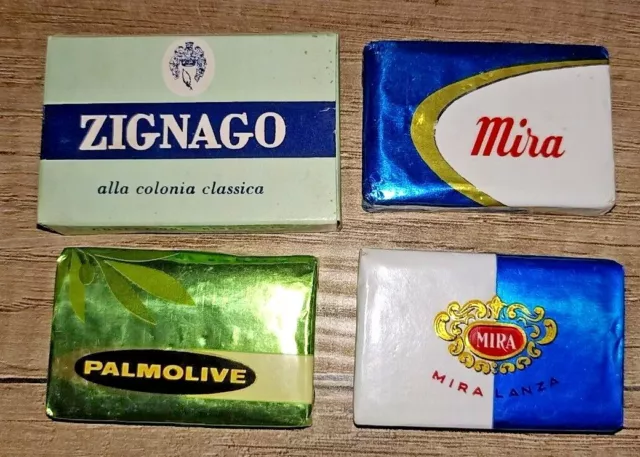 ZIGNAGO
alla colonia classica
Mira
PALMOLIVE
MIRA
MIRA LANZA